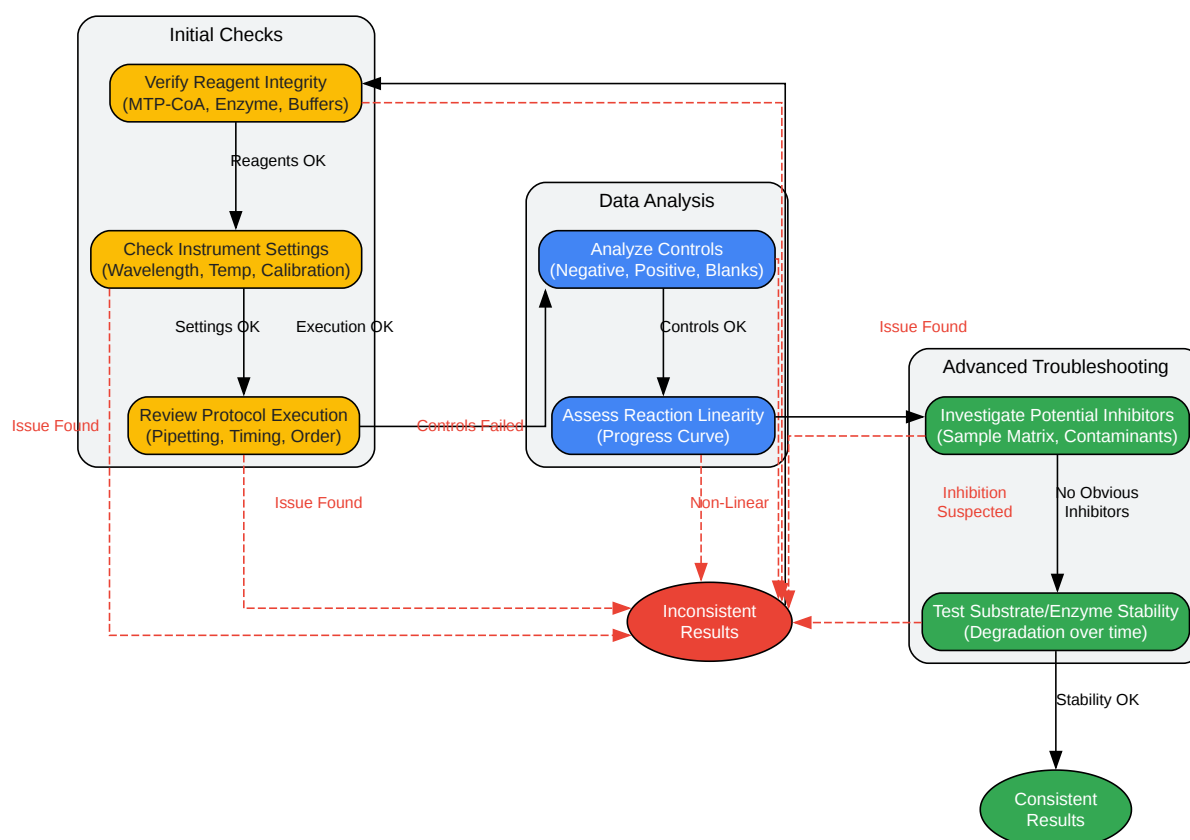 Initial Checks
Verify Reagent Integrity
(MTP-CoA, Enzyme, Buffers)
Reagents OK
Check Instrument Settings
(Wavelength, Temp, Calibration)
Settings OK
Execution OK
Issue Found
Review Protocol Execution
(Pipetting, Timing, Order)
Issue Found
Controls Failed
Data Analysis
Analyze Controls
(Negative, Positive, Blanks)
Controls OK
Assess Reaction Linearity
(Progress Curve)
Non-Linear
Issue Found
Advanced Troubleshooting
Investigate Potential Inhibitors
(Sample Matrix, Contaminants)
Inhibition
Suspected
No Obvious
Inhibitors
Test Substrate/Enzyme Stability
(Degradation over time)
Inconsistent
Results
Stability OK
Consistent
Results